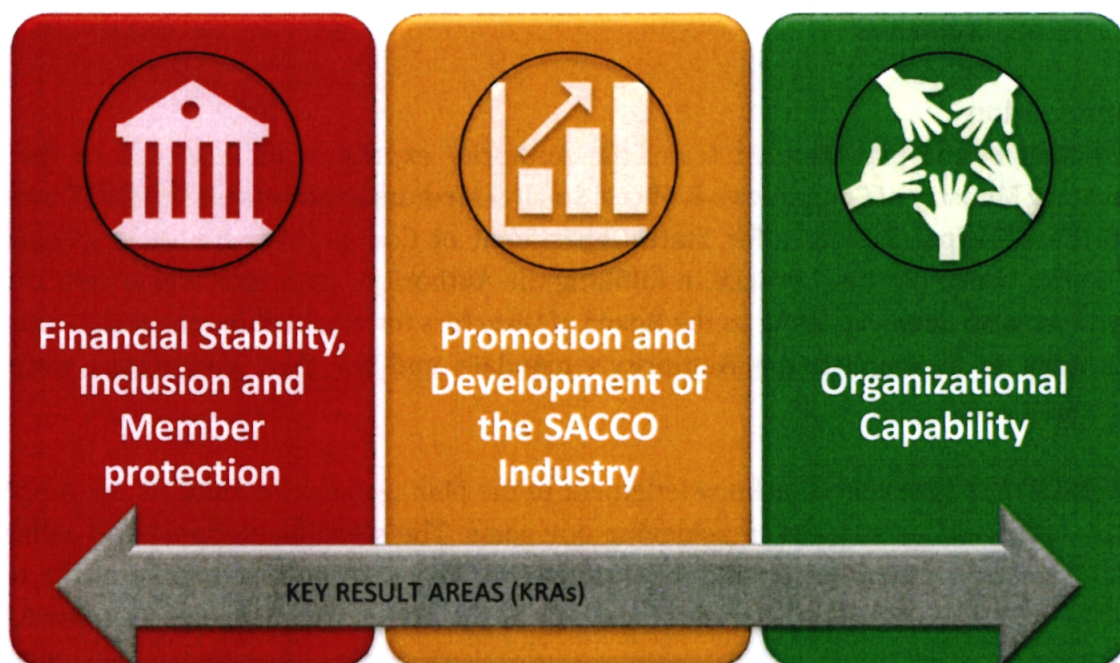 Financial Stability,
Inclusion and
Member
protection
Promotion and
Development of
the SACCO
Industry
Organizational
Capability
KEY RESULT AREAS (KRAs)